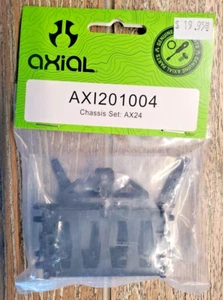 $ 19.99
AXIAL
AXI201004
Chassis Set: AX24